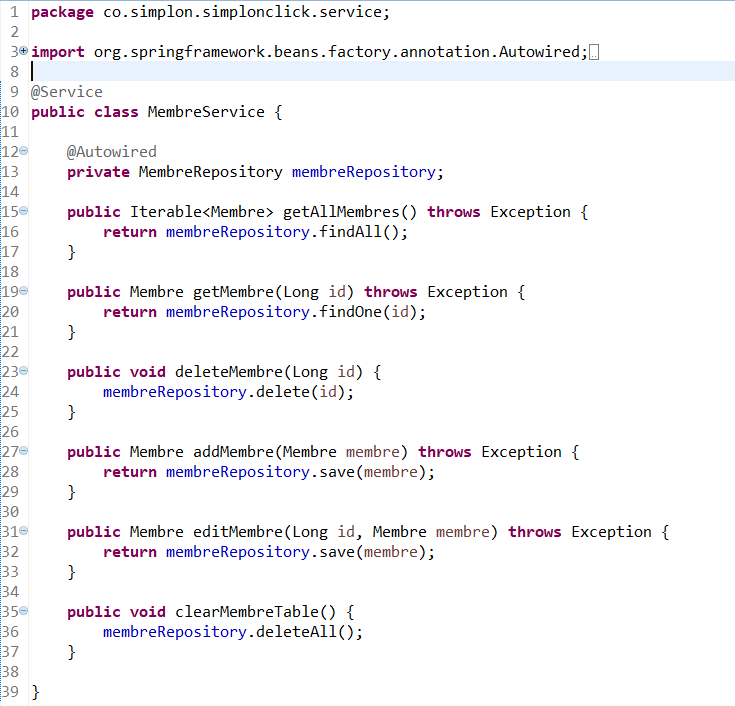 1 package co.simplon.simplonclick.service;
2
3 import org.springframework.beans.factory.annotation.Autowired;
8
9 @Service
10 public class MembreService {
11
12     @Autowired
13     private MembreRepository membreRepository;
14
15     public Iterable<Membre> getAllMembres() throws Exception {
16         return membreRepository.findAll();
17     }
18
19     public Membre getMembre(Long id) throws Exception {
20         return membreRepository.findOne(id);
21     }
22
23     public void deleteMembre(Long id) {
24         membreRepository.delete(id);
25     }
26
27     public Membre addMembre(Membre membre) throws Exception {
28         return membreRepository.save(membre);
29     }
30
31     public Membre editMembre(Long id, Membre membre) throws Exception {
32         return membreRepository.save(membre);
33     }
34
35     public void clearMembreTable() {
36         membreRepository.deleteAll();
37     }
38
39 }